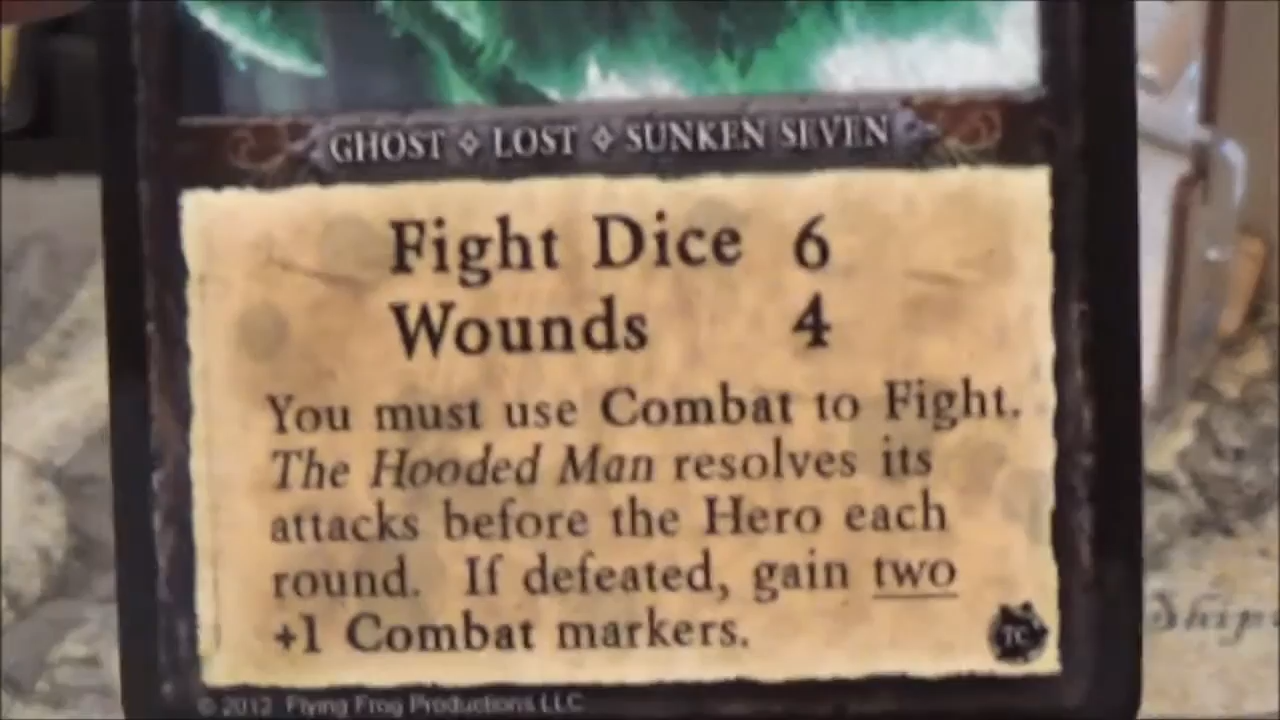 GHOST ◇ LOST ◇ SUNKEN SEVEN
Fight Dice 6
Wounds 4
You must use Combat to Fight.
The Hooded Man resolves its
attacks before the Hero each
round. If defeated, gain two
+1 Combat markers.
TC
© 2012 Flying Frog Productions LLC